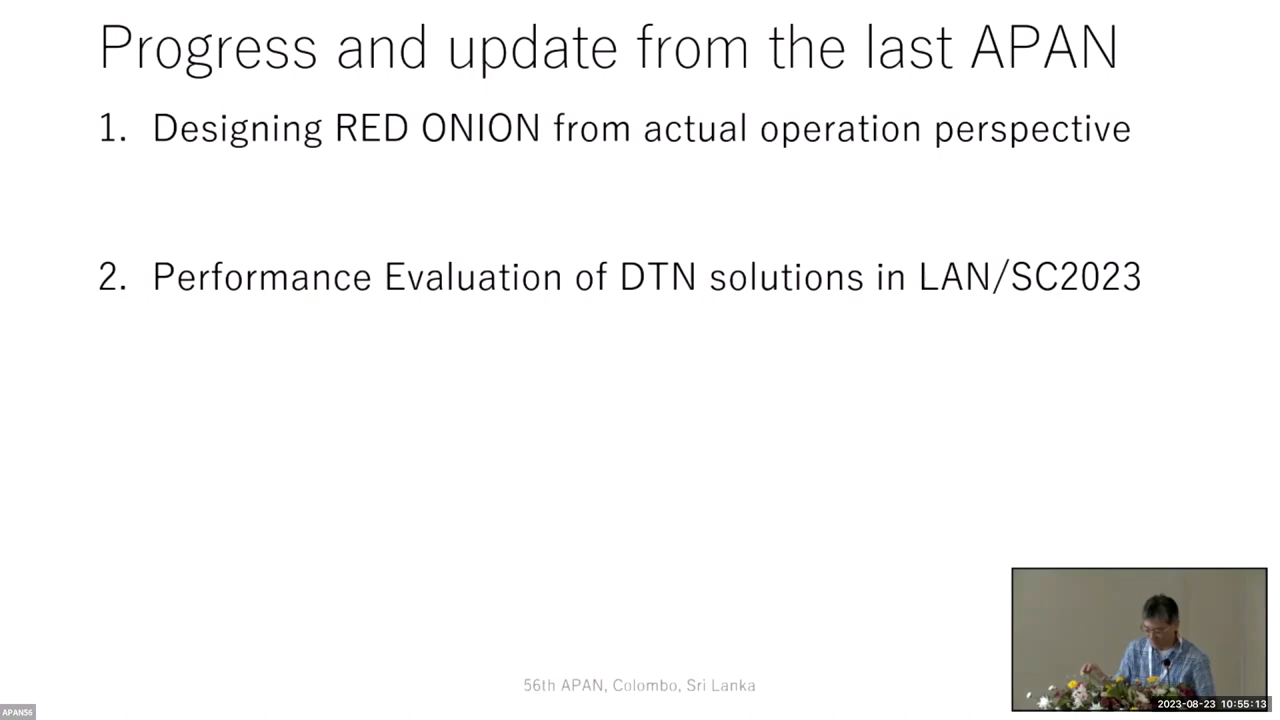 Progress and update from the last APAN
1. Designing RED ONION from actual operation perspective
2. Performance Evaluation of DTN solutions in LAN/SC2023
56th APAN, Colombo, Sri Lanka
2023-08-23 10:55:13
APAN56